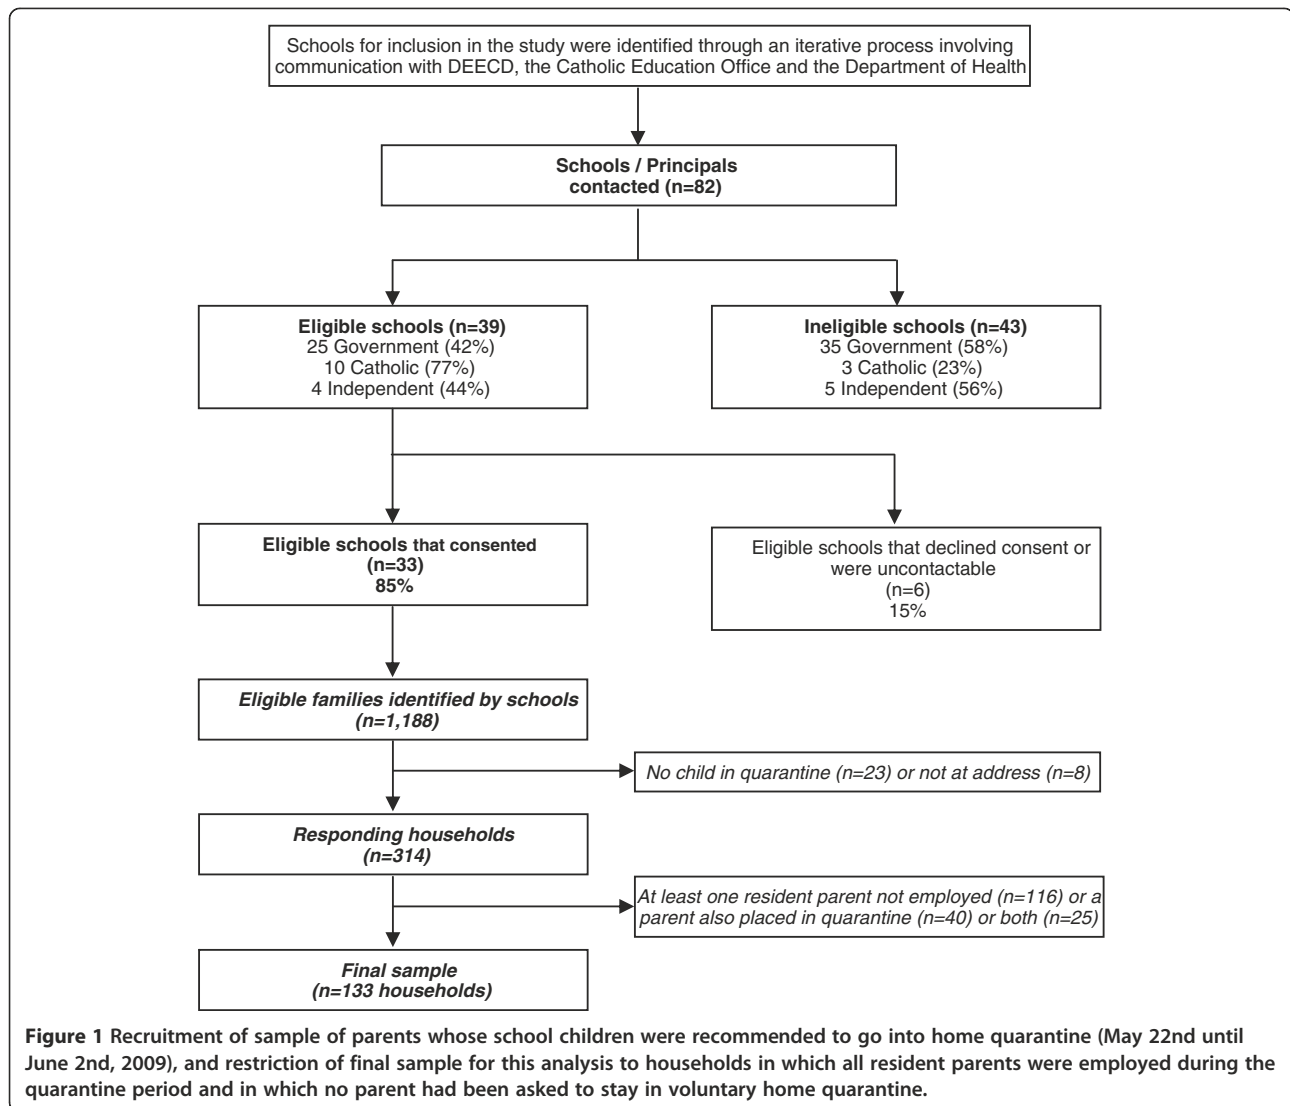 Schools for inclusion in the study were identified through an iterative process involving
communication with DEECD, the Catholic Education Office and the Department of Health
Schools / Principals
contacted (n=82)
Eligible schools (n=39)
25 Government (42%)
10 Catholic (77%)
4 Independent (44%)
Ineligible schools (n=43)
35 Government (58%)
3 Catholic (23%)
5 Independent (56%)
Eligible schools that consented
(n=33)
85%
Eligible schools that declined consent or
were uncontactable
(n=6)
15%
Eligible families identified by schools
(n=1,188)
No child in quarantine (n=23) or not at address (n=8)
Responding households
(n=314)
At least one resident parent not employed (n=116) or a
parent also placed in quarantine (n=40) or both (n=25)
Final sample
(n=133 households)
Figure 1 Recruitment of sample of parents whose school children were recommended to go into home quarantine (May 22nd until
June 2nd, 2009), and restriction of final sample for this analysis to households in which all resident parents were employed during the
quarantine period and in which no parent had been asked to stay in voluntary home quarantine.